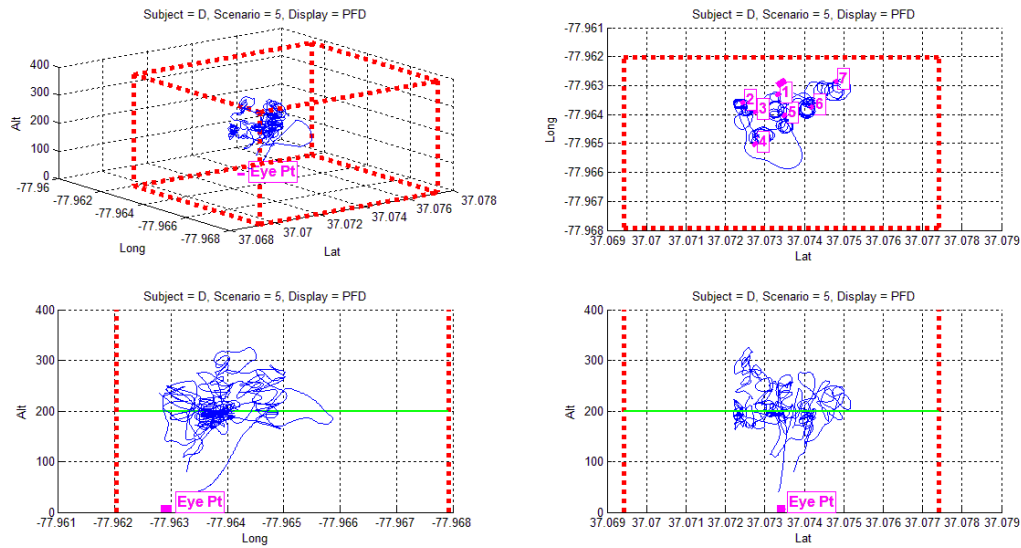 Subject = D, Scenario = 5, Display = PFD
400
300
200
100
0
Alt
-77.96
-77.962
-77.964
-77.966
-77.968
Long
37.068
37.07
37.072
37.074
37.076
37.078
Lat
Eye Pt
Subject = D, Scenario = 5, Display = PFD
-77.961
-77.962
-77.963
-77.964
-77.965
-77.966
-77.967
-77.968
Long
37.069 37.07 37.071 37.072 37.073 37.074 37.075 37.076 37.077 37.078 37.079
Lat
1
2
3
4
5
6
7
Subject = D, Scenario = 5, Display = PFD
400
300
200
100
0
Alt
-77.961 -77.962 -77.963 -77.964 -77.965 -77.966 -77.967 -77.968
Long
Eye Pt
Subject = D, Scenario = 5, Display = PFD
400
300
200
100
0
Alt
37.069 37.07 37.071 37.072 37.073 37.074 37.075 37.076 37.077 37.078 37.079
Lat
Eye Pt